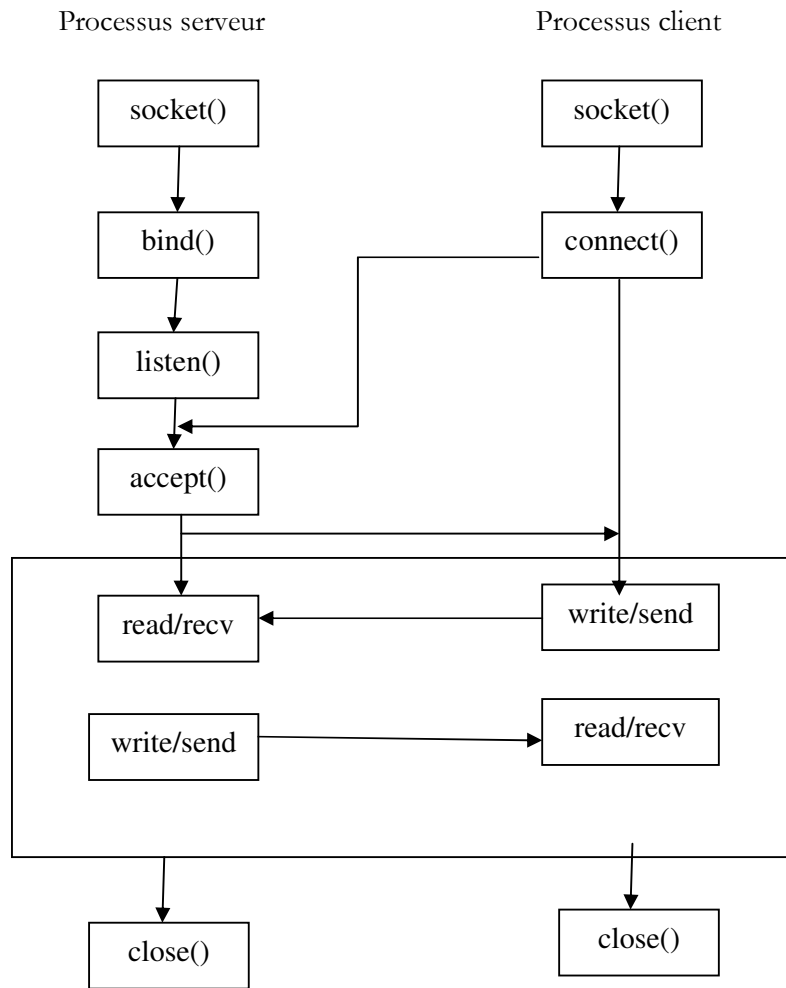 Processus serveur
Processus client
socket()
socket()
bind()
connect()
listen()
accept()
read/recv
write/send
write/send
read/recv
close()
close()